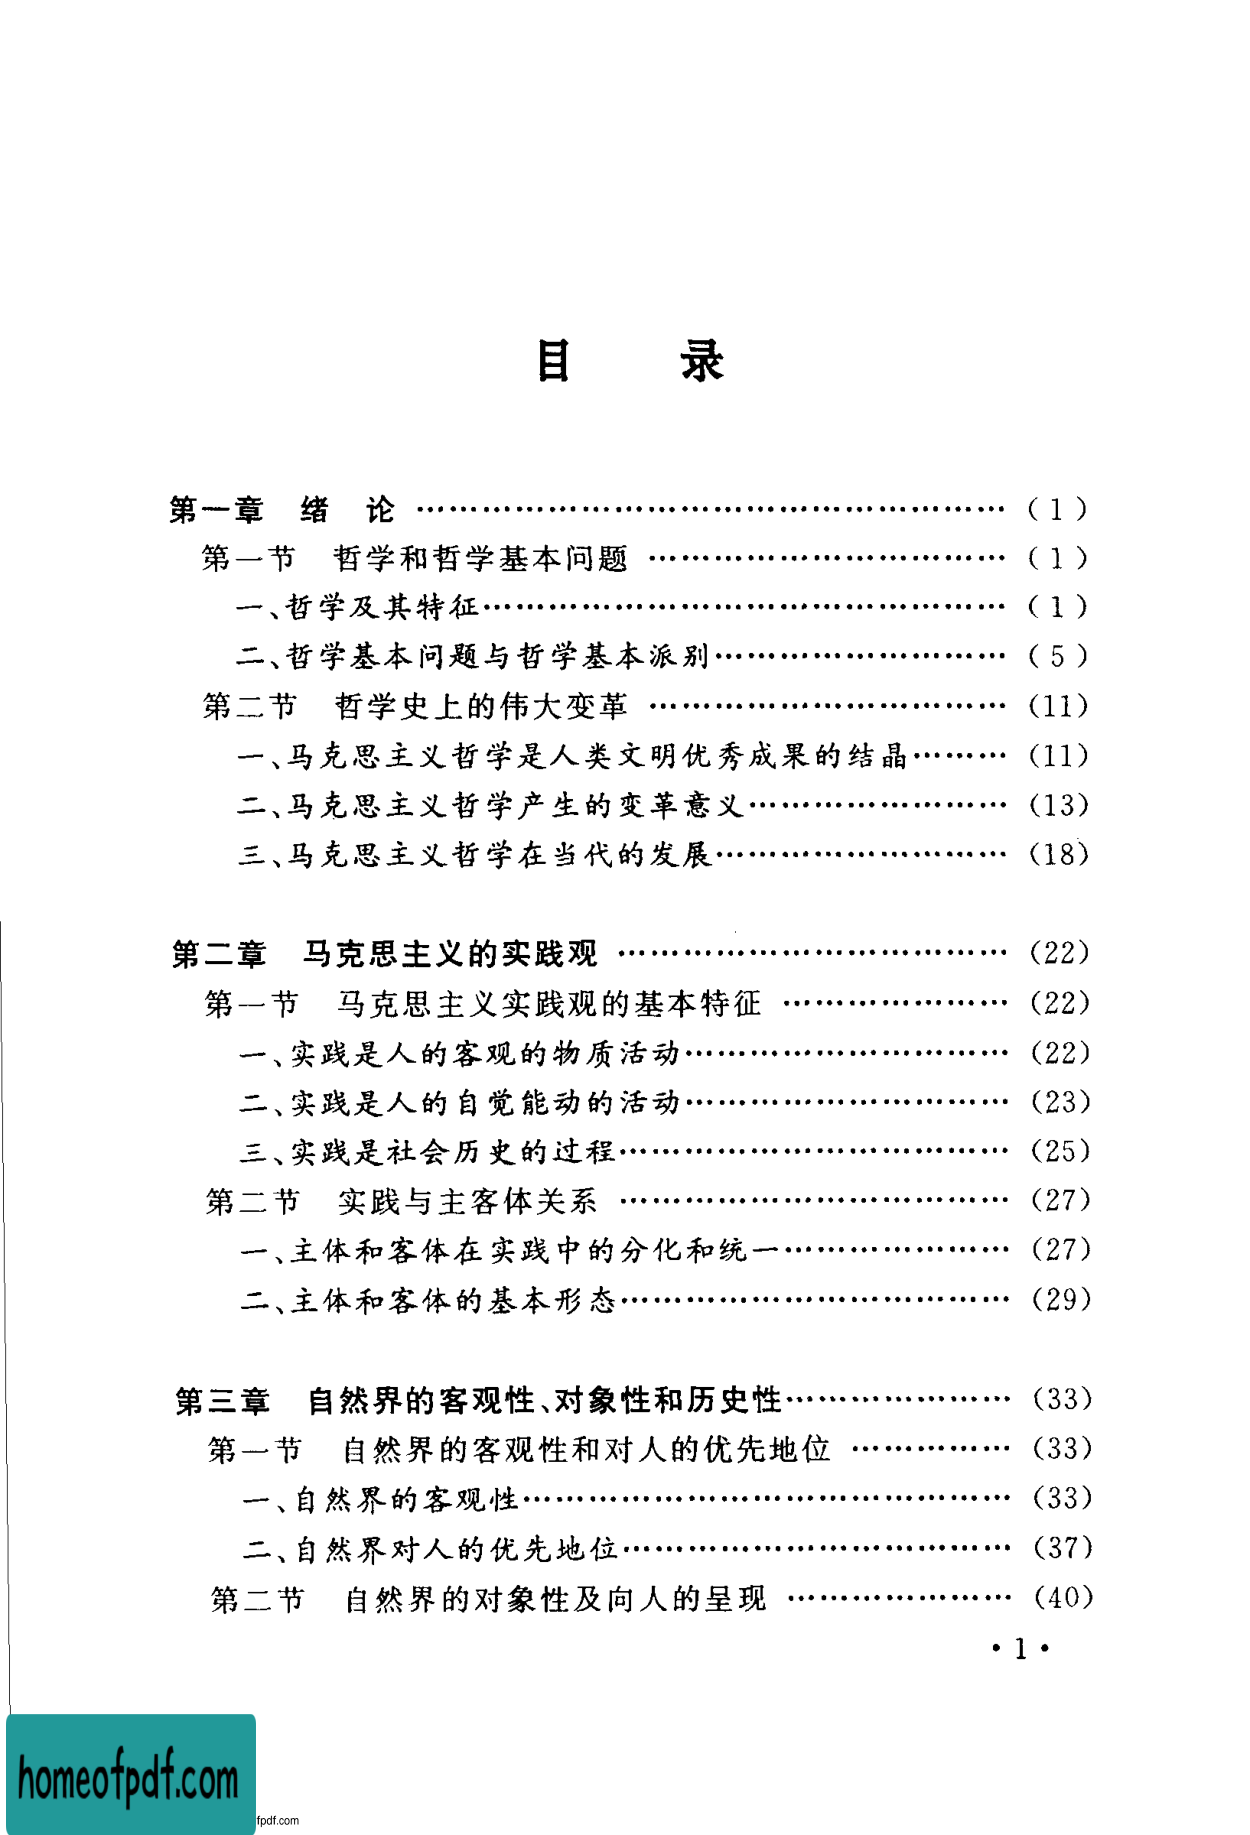 目　录
第一章　绪　论 …………………………………………… ( 1 )
第一节　哲学和哲学基本问题 …………………………… ( 1 )
一、哲学及其特征………………………………………… ( 1 )
二、哲学基本问题与哲学基本派别……………………… ( 5 )
第二节　哲学史上的伟大变革 …………………………… (11)
一、马克思主义哲学是人类文明优秀成果的结晶……… (11)
二、马克思主义哲学产生的变革意义…………………… (13)
三、马克思主义哲学在当代的发展……………………… (18)
第二章　马克思主义的实践观 …………………………… (22)
第一节　马克思主义实践观的基本特征 ………………… (22)
一、实践是人的客观的物质活动………………………… (22)
二、实践是人的自觉能动的活动………………………… (23)
三、实践是社会历史的过程……………………………… (25)
第二节　实践与主客体关系 ……………………………… (27)
一、主体和客体在实践中的分化和统一………………… (27)
二、主体和客体的基本形态……………………………… (29)
第三章　自然界的客观性、对象性和历史性…………… (33)
第一节　自然界的客观性和对人的优先地位 …………… (33)
一、自然界的客观性……………………………………… (33)
二、自然界对人的优先地位……………………………… (37)
第二节　自然界的对象性及向人的呈现 ………………… (40)
• 1 •
homeofpdf.com
fpdf.com